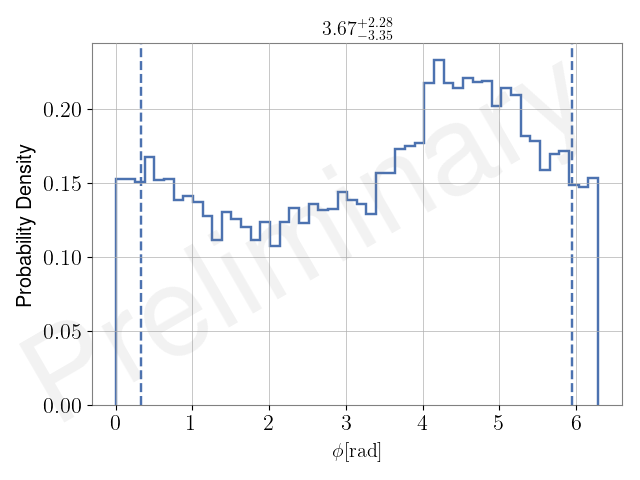 3.67^{+2.28}_{-3.35}
Probability Density
0.20
0.15
0.10
0.05
0.00
0 1 2 3 4 5 6
ϕ[rad]
Preliminary